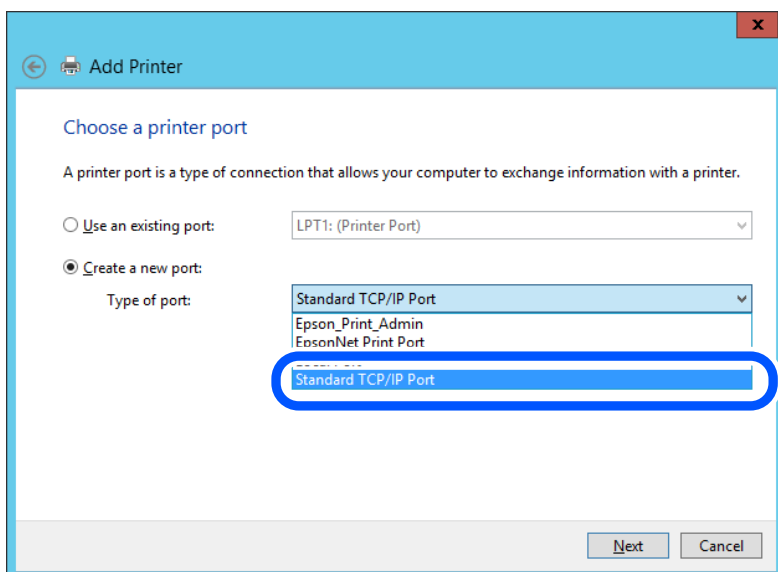 x
Add Printer
Choose a printer port
A printer port is a type of connection that allows your computer to exchange information with a printer.
Use an existing port: LPT1: (Printer Port)
Create a new port:
Type of port: Standard TCP/IP Port
Epson_Print_Admin
EpsonNet Print Port
Standard TCP/IP Port
Next Cancel